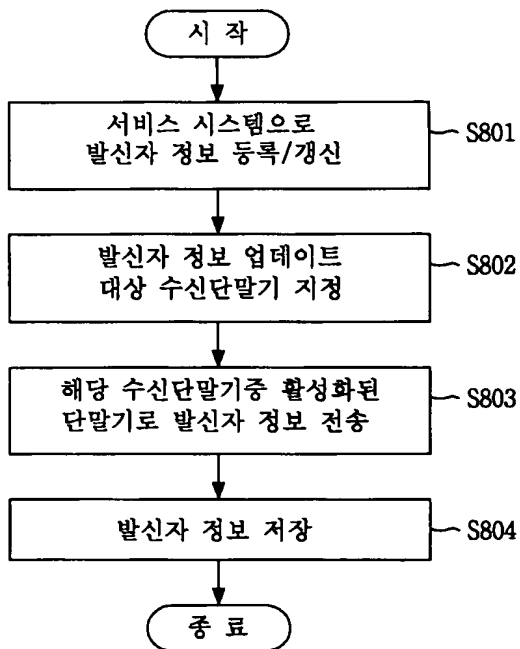 시 작
서비스 시스템으로
발신자 정보 등록/갱신
S801
발신자 정보 업데이트
대상 수신단말기 지정
S802
해당 수신단말기중 활성화된
단말기로 발신자 정보 전송
S803
발신자 정보 저장
S804
종 료